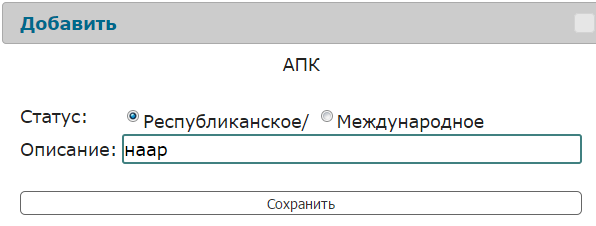 Добавить
АПК
Статус: Республиканское/ Международное
Описание: наар
Сохранить